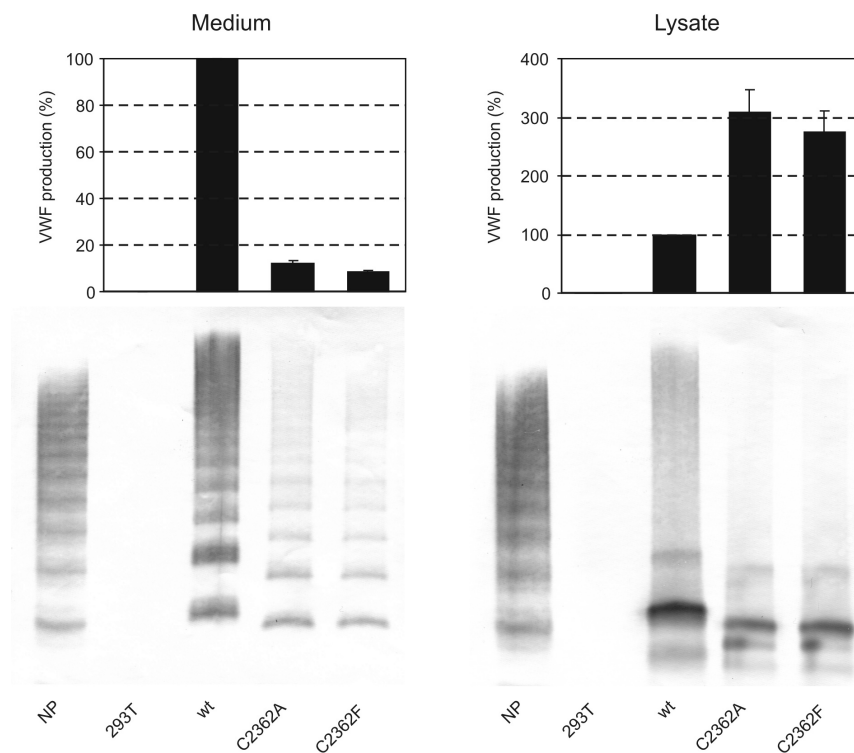 Medium
VWF production (%)
100
80
60
40
20
0
Lysate
VWF production (%)
400
300
200
100
0
NP
293T
wt
C2362A
C2362F
NP
293T
wt
C2362A
C2362F